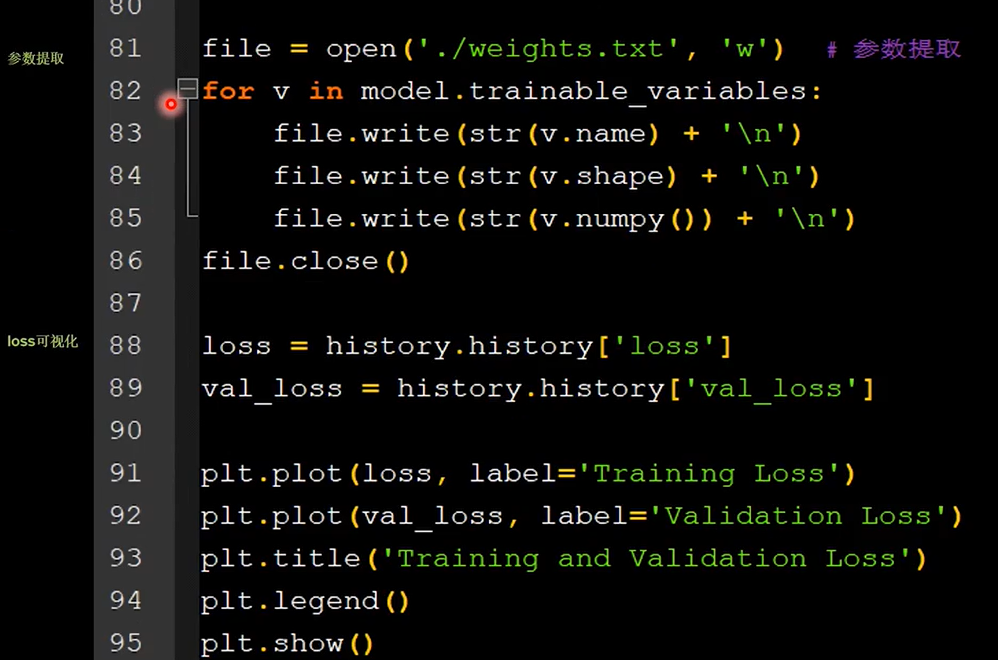 80
参数提取
81 file = open('./weights.txt', 'w')  # 参数提取
82 for v in model.trainable_variables:
83     file.write(str(v.name) + '\n')
84     file.write(str(v.shape) + '\n')
85     file.write(str(v.numpy()) + '\n')
86 file.close()
87
loss可视化
88 loss = history.history['loss']
89 val_loss = history.history['val_loss']
90
91 plt.plot(loss, label='Training Loss')
92 plt.plot(val_loss, label='Validation Loss')
93 plt.title('Training and Validation Loss')
94 plt.legend()
95 plt.show()